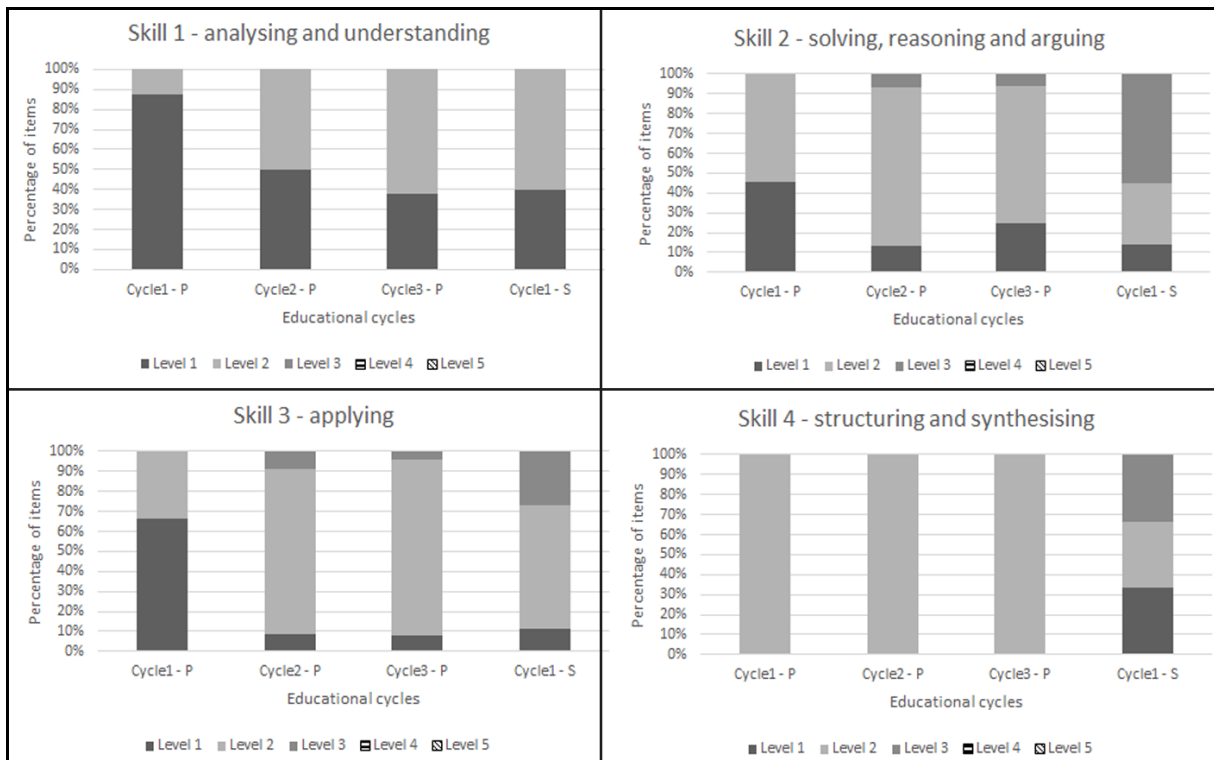 Skill 1 - analysing and understanding
Percentage of items
100%
90%
80%
70%
60%
50%
40%
30%
20%
10%
0%
Cycle1 - P Cycle2 - P Cycle3 - P Cycle1 - S
Educational cycles
Level 1 Level 2 Level 3 Level 4 Level 5
Skill 2 - solving, reasoning and arguing
Percentage of items
100%
90%
80%
70%
60%
50%
40%
30%
20%
10%
0%
Cycle1 - P Cycle2 - P Cycle3 - P Cycle1 - S
Educational cycles
Level 1 Level 2 Level 3 Level 4 Level 5
Skill 3 - applying
Percentage of items
100%
90%
80%
70%
60%
50%
40%
30%
20%
10%
0%
Cycle1 - P Cycle2 - P Cycle3 - P Cycle1 - S
Educational cycles
Level 1 Level 2 Level 3 Level 4 Level 5
Skill 4 - structuring and synthesising
Percentage of items
100%
90%
80%
70%
60%
50%
40%
30%
20%
10%
0%
Cycle1 - P Cycle2 - P Cycle3 - P Cycle1 - S
Educational cycles
Level 1 Level 2 Level 3 Level 4 Level 5